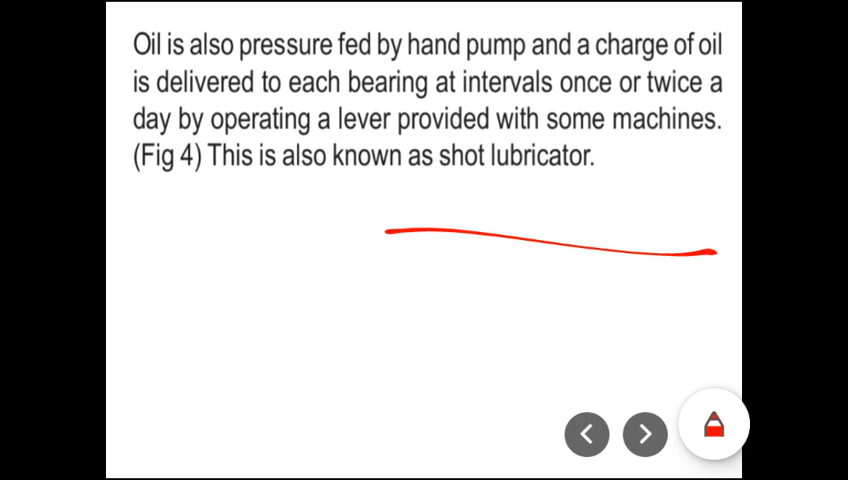 Oil is also pressure fed by hand pump and a charge of oil
is delivered to each bearing at intervals once or twice a
day by operating a lever provided with some machines.
(Fig 4) This is also known as shot lubricator.